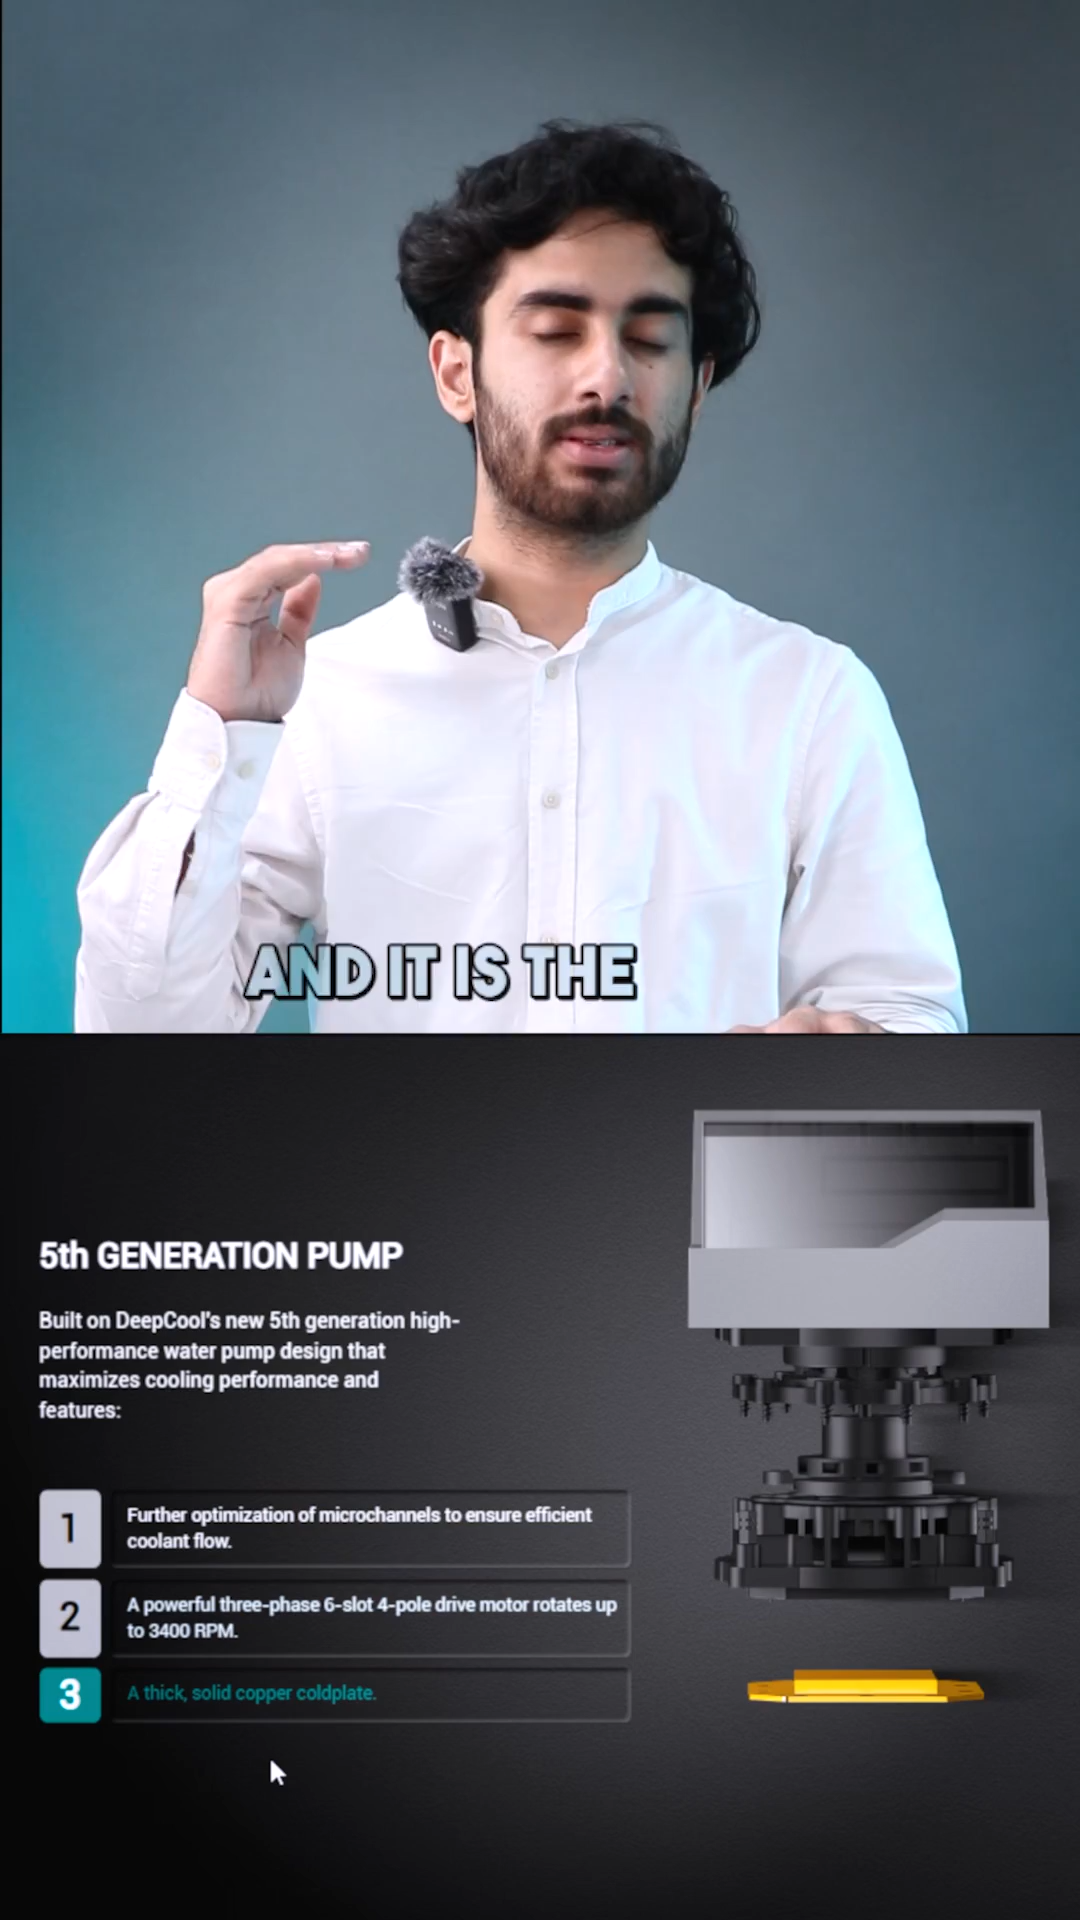 AND IT IS THE
5th GENERATION PUMP
Built on DeepCool's new 5th generation high-
performance water pump design that
maximizes cooling performance and
features:
1
Further optimization of microchannels to ensure efficient
coolant flow.
2
A powerful three-phase 6-slot 4-pole drive motor rotates up
to 3400 RPM.
3
A thick, solid copper coldplate.